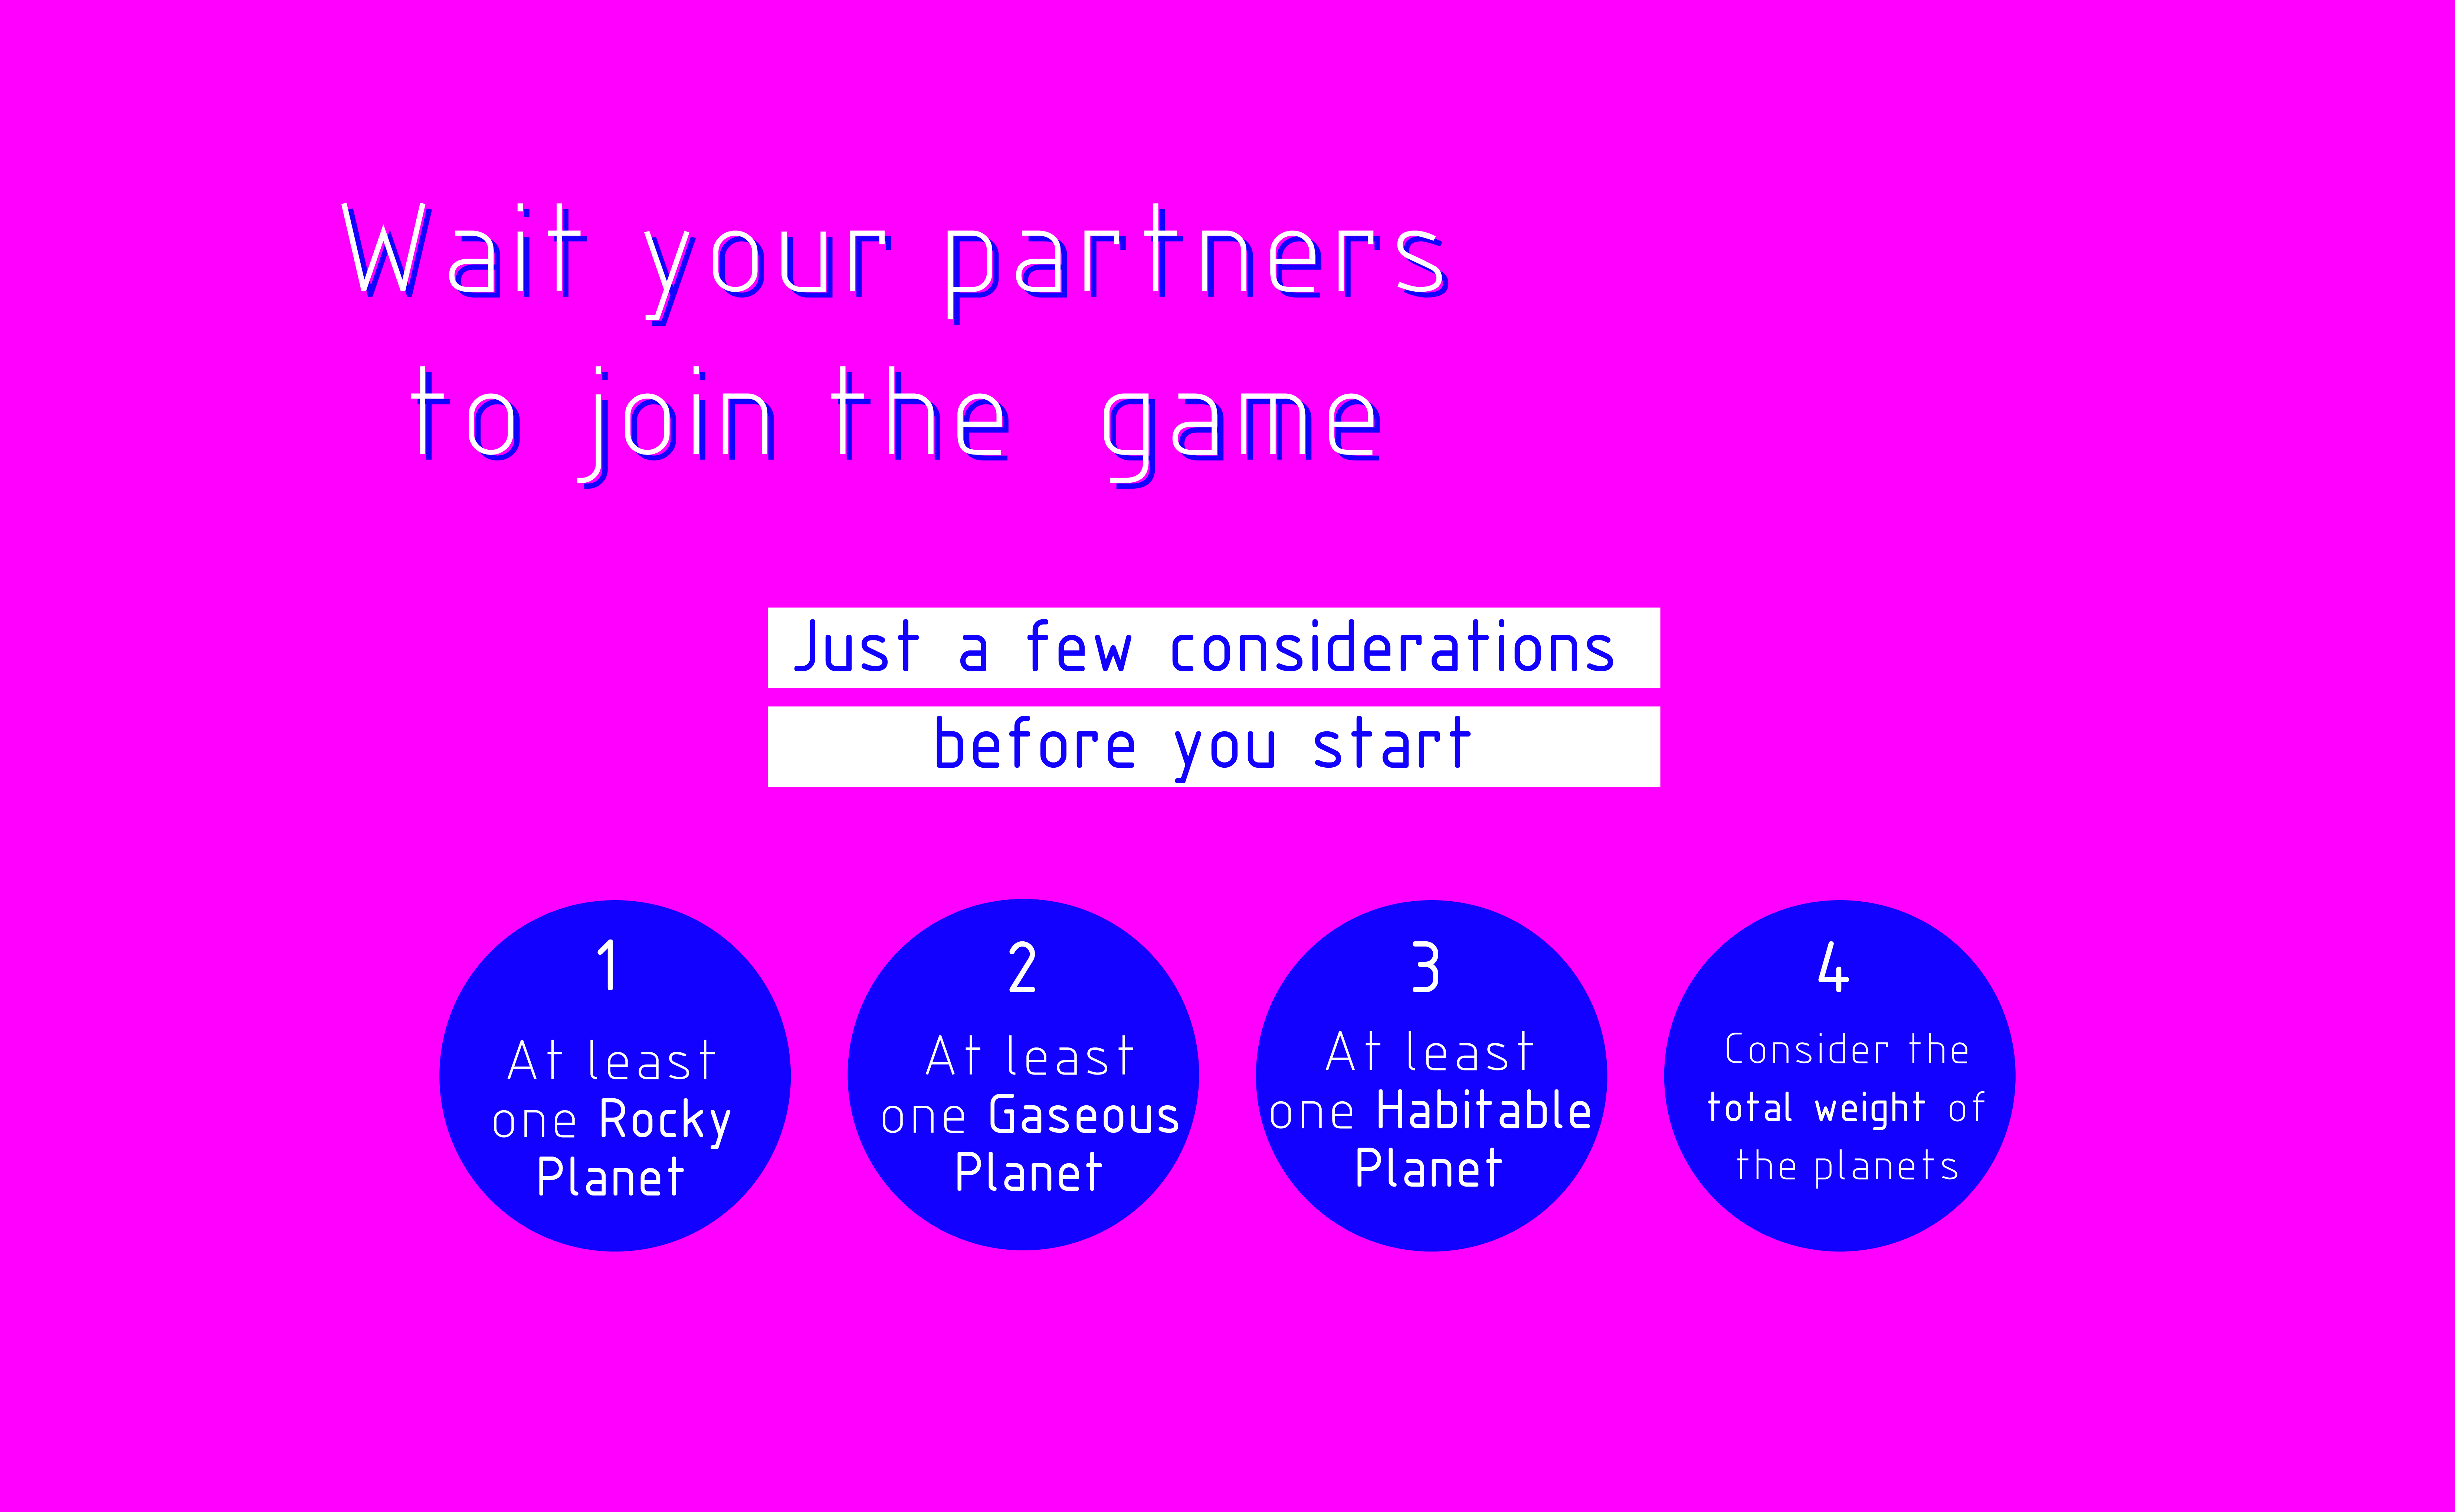 Wait your partners
to join the game
Just a few considerations
before you start
1
At least
one Rocky
Planet
2
At least
one Gaseous
Planet
3
At least
one Habitable
Planet
4
Consider the
total weight of
the planets